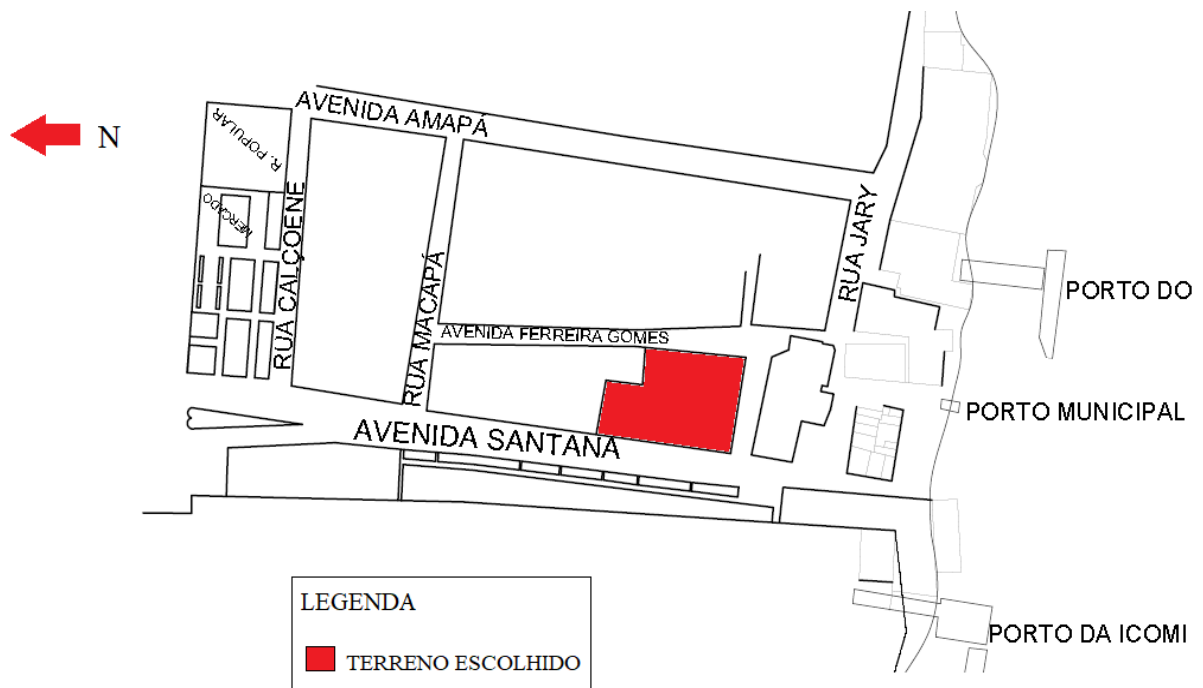 N
AVENIDA AMAPÁ
R. POPULAR
MERCADO
RUA CALÇOENE
RUA MACAPÁ
RUA JARY
AVENIDA FERREIRA GOMES
AVENIDA SANTANA
PORTO DO
PORTO MUNICIPAL
PORTO DA ICOMI
LEGENDA
TERRENO ESCOLHIDO